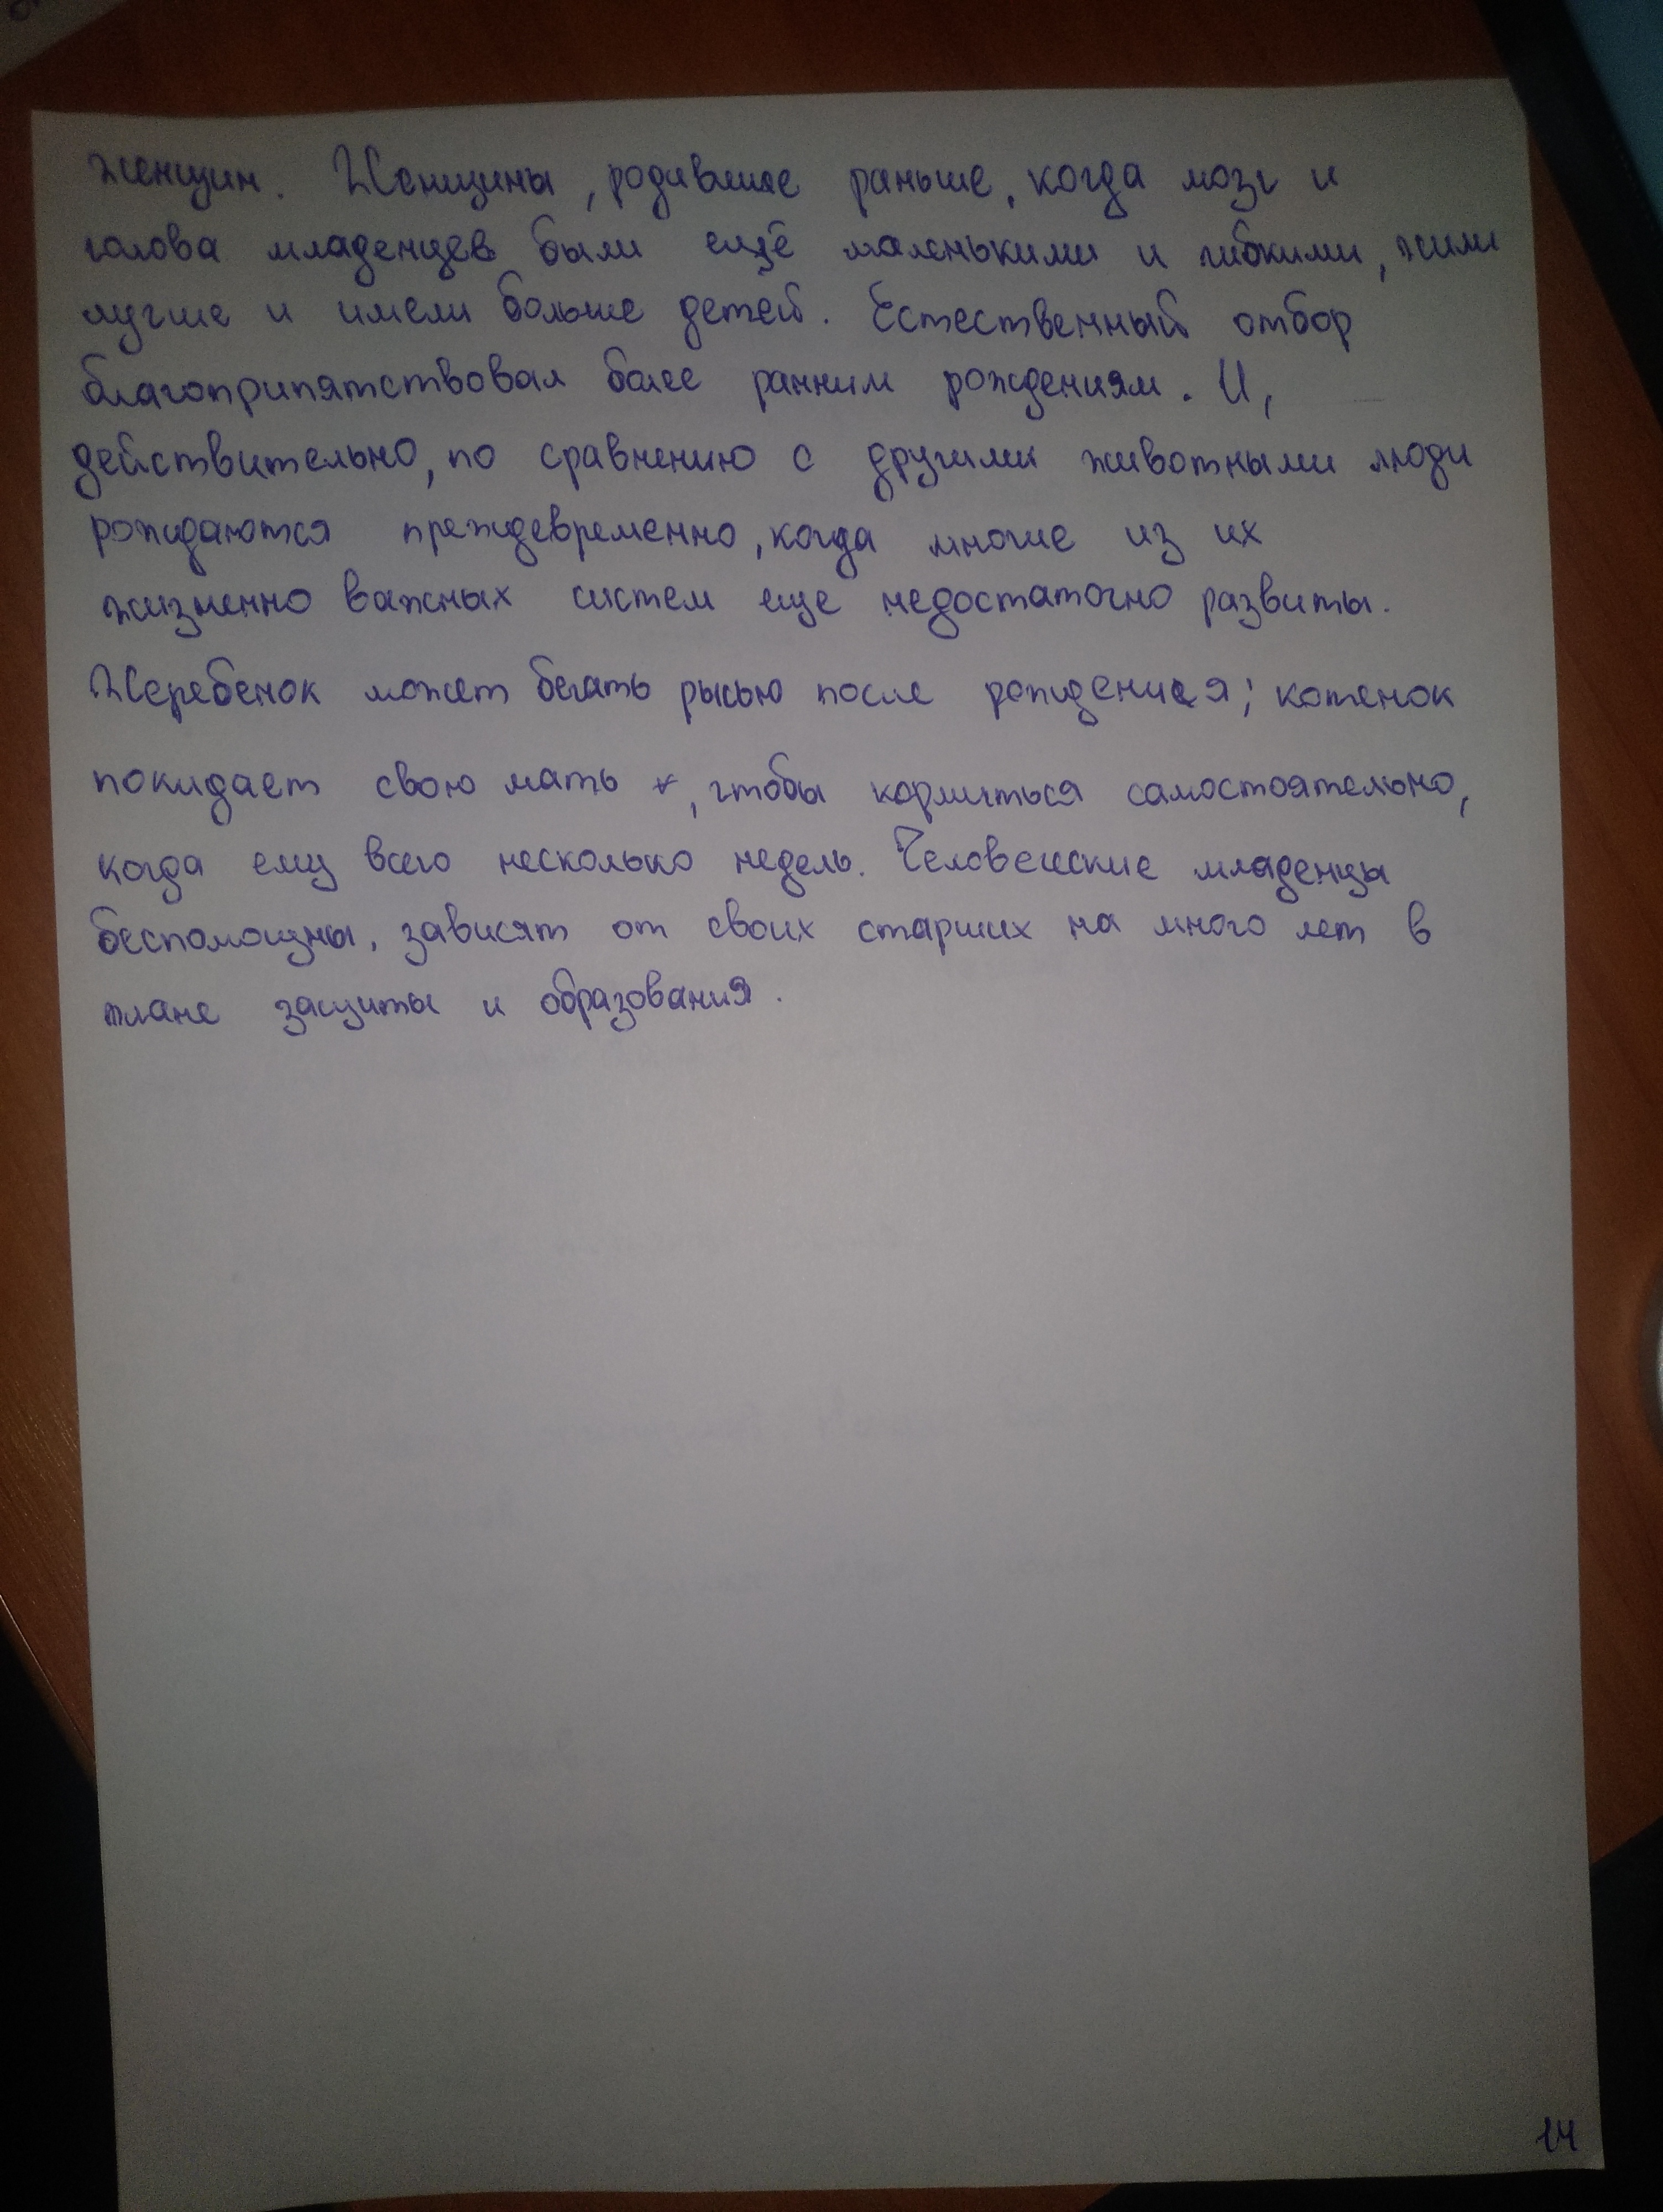 женщин. Женщины, родившие раньше, когда мозг и
голова младенцев были ещё маленькими и гибкими, жили
лучше и имели больше детей. Естественный отбор
благоприпятствовал более ранним рождениям. И,
действительно, по сравнению с другими животными люди
рождаются преждевременно, когда многие из их
жизненно важных систем еще недостаточно развиты.
Жеребенок может бегать рысью после рождения; котенок
покидает свою мать, чтобы кормиться самостоятельно,
когда ему всего несколько недель. Человеческие младенцы
беспомощны, зависят от своих старших на много лет в
плане защиты и образования.
14